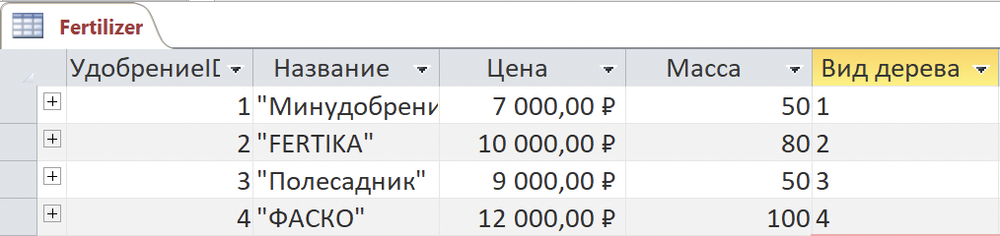 Fertilizer
УдобрениеID Название Цена Масса Вид дерева
1 "Минудобрени 7 000,00 ₽ 50 1
2 "FERTIKA" 10 000,00 ₽ 80 2
3 "Полесадник" 9 000,00 ₽ 50 3
4 "ФАСКО" 12 000,00 ₽ 100 4